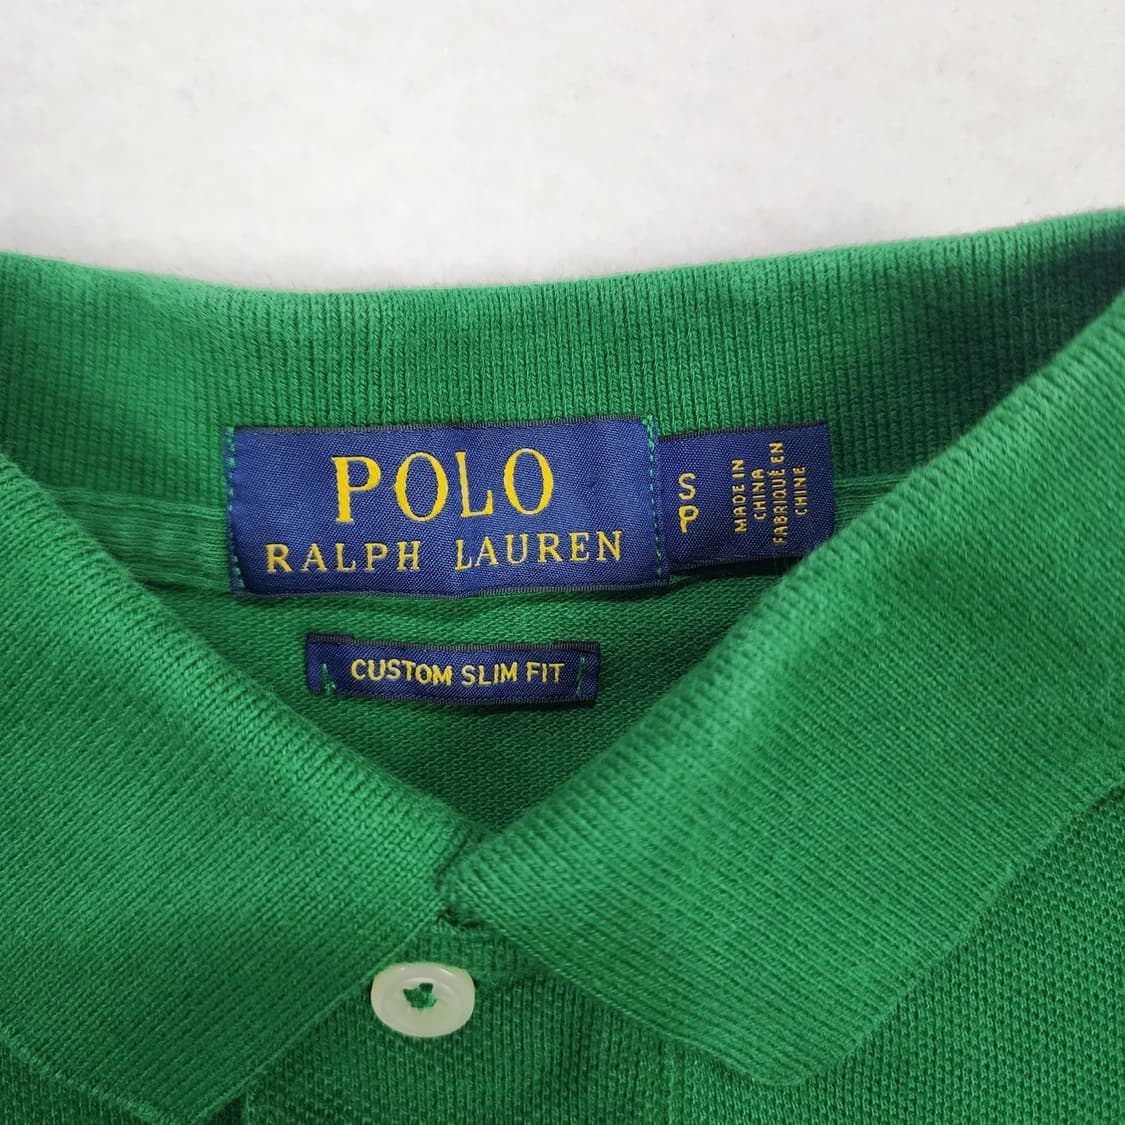 POLO
RALPH LAUREN
S
P
MADE IN
CHINA
FABRIQUÉ EN
CHINE
CUSTOM SLIM FIT